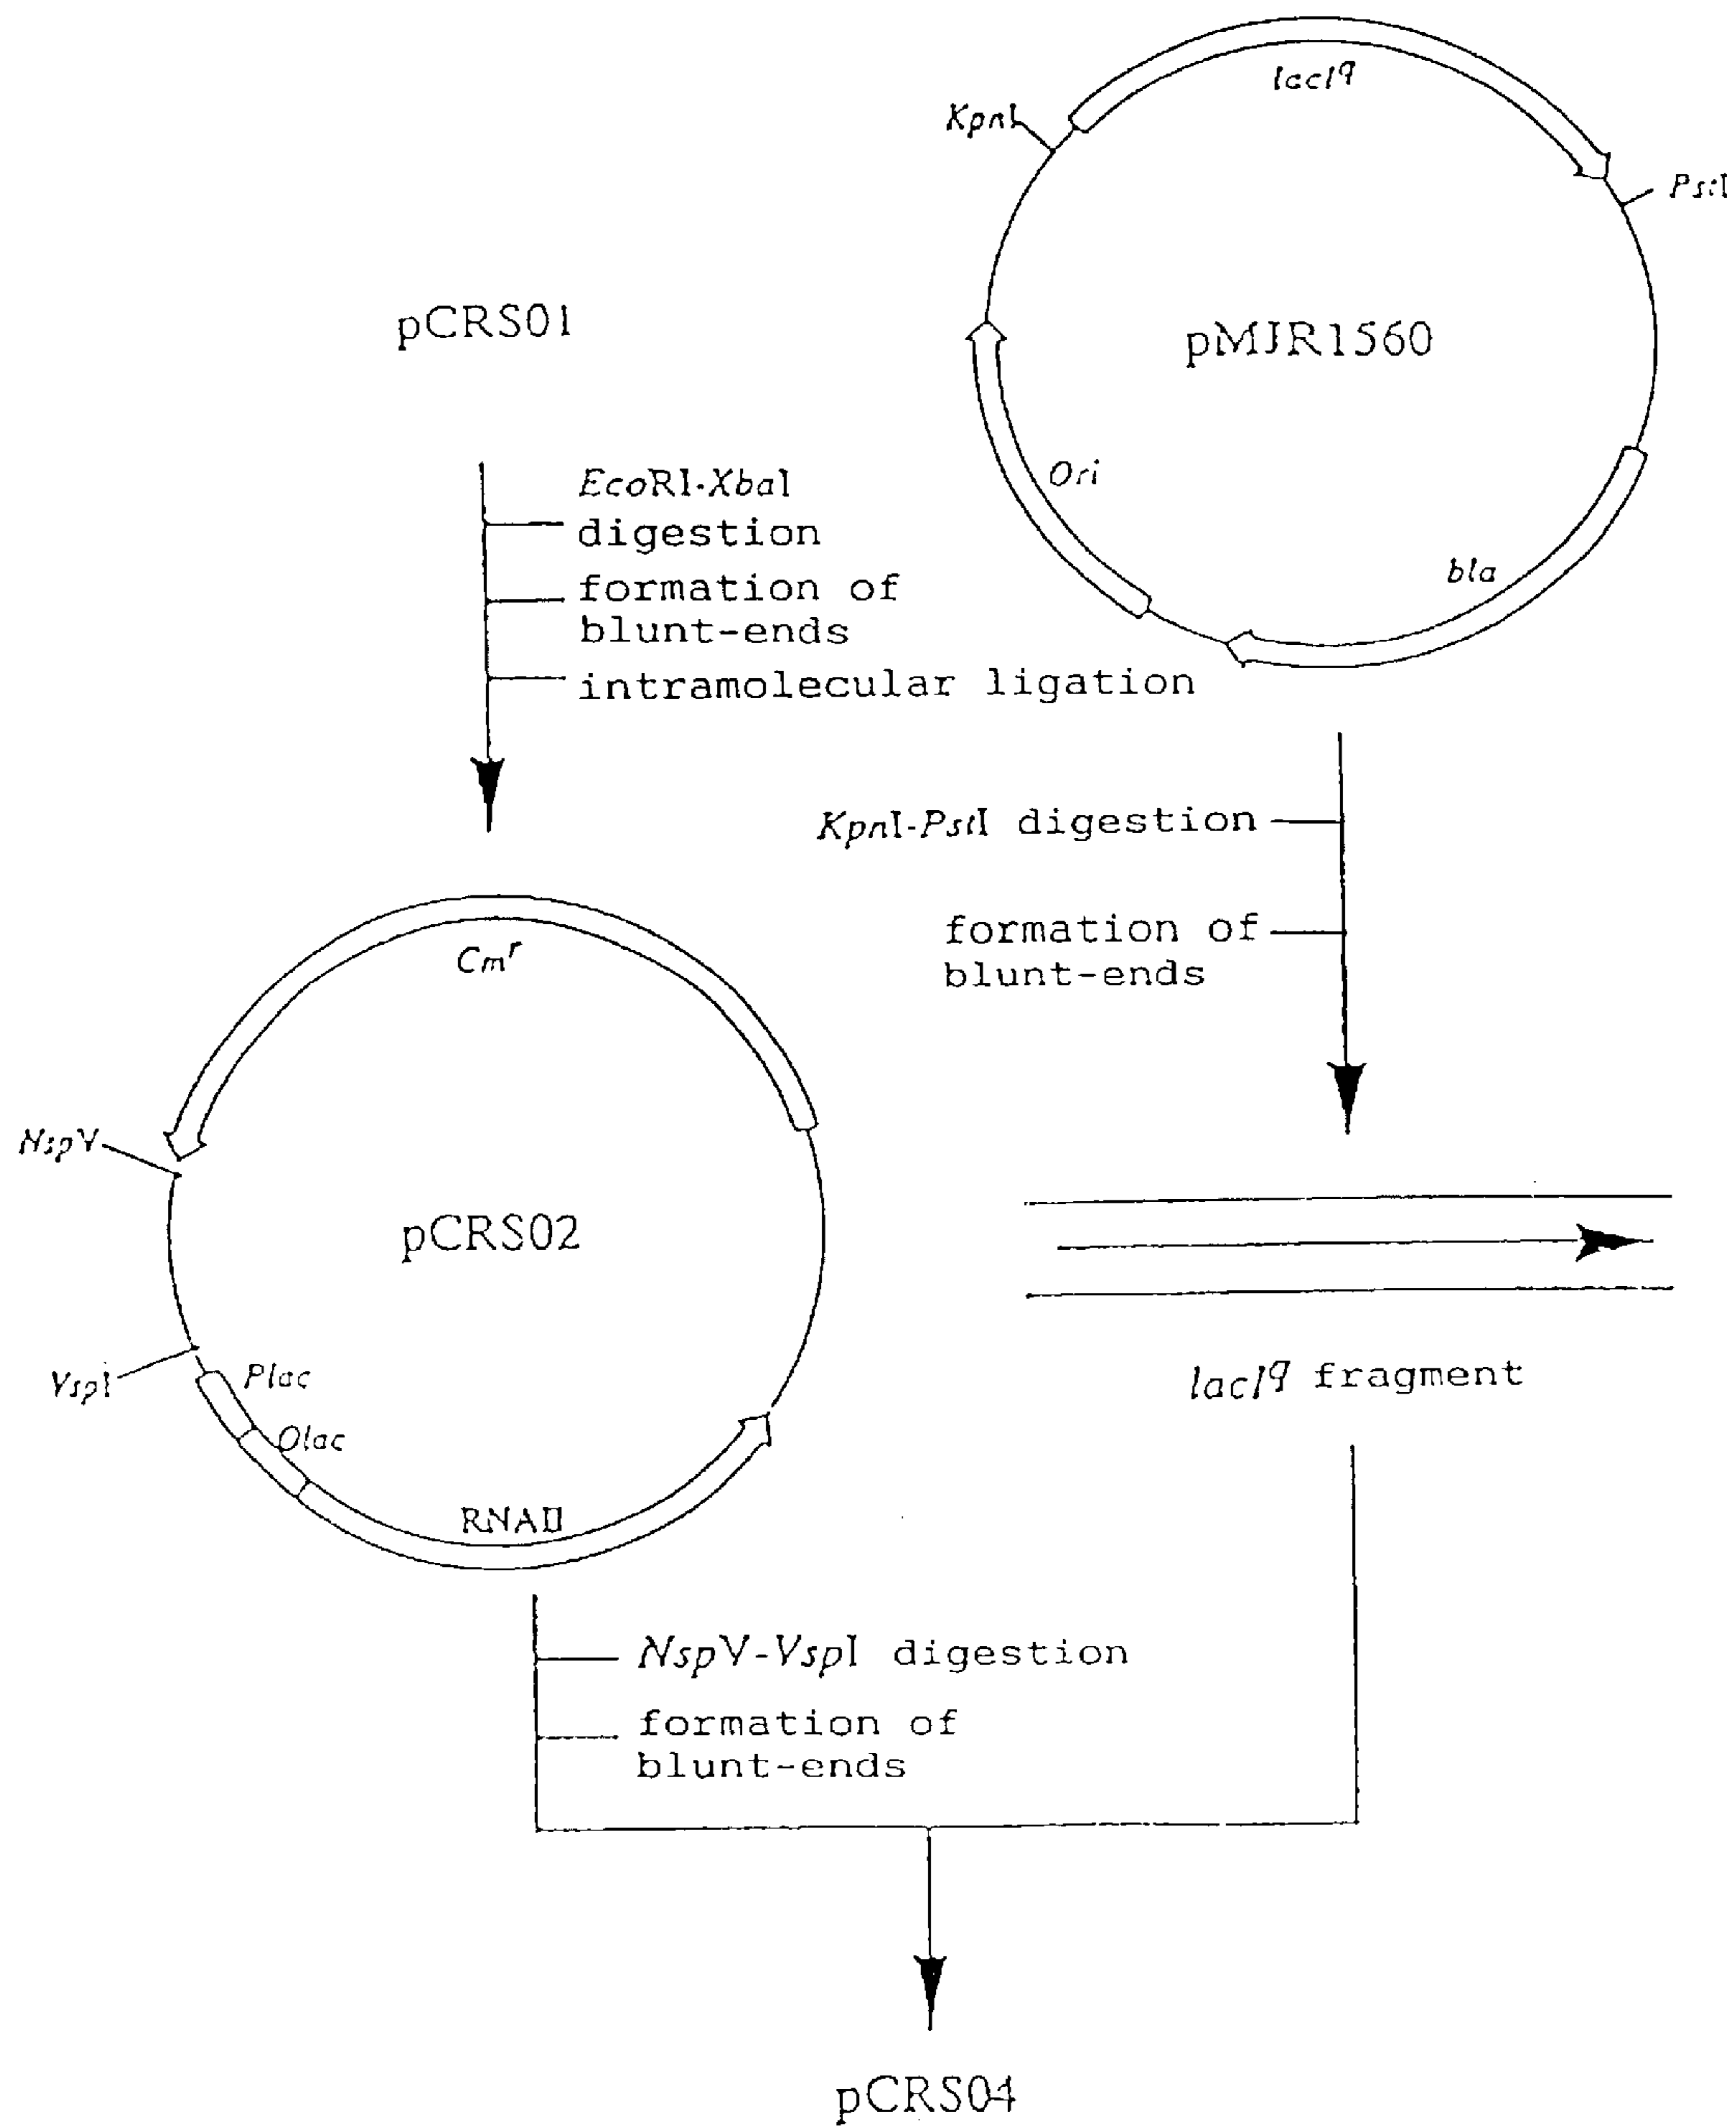 lacIq
KpnI
PstI
pCRS01
pMJR1560
EcoRI-XbaI
digestion
formation of
blunt-ends
intramolecular ligation
Ori
bla
KpnI-PstI digestion
formation of
blunt-ends
Cmr
NspV
pCRS02
VspI
Plac
Olac
RNAII
lacIq fragment
NspV-VspI digestion
formation of
blunt-ends
pCRS04